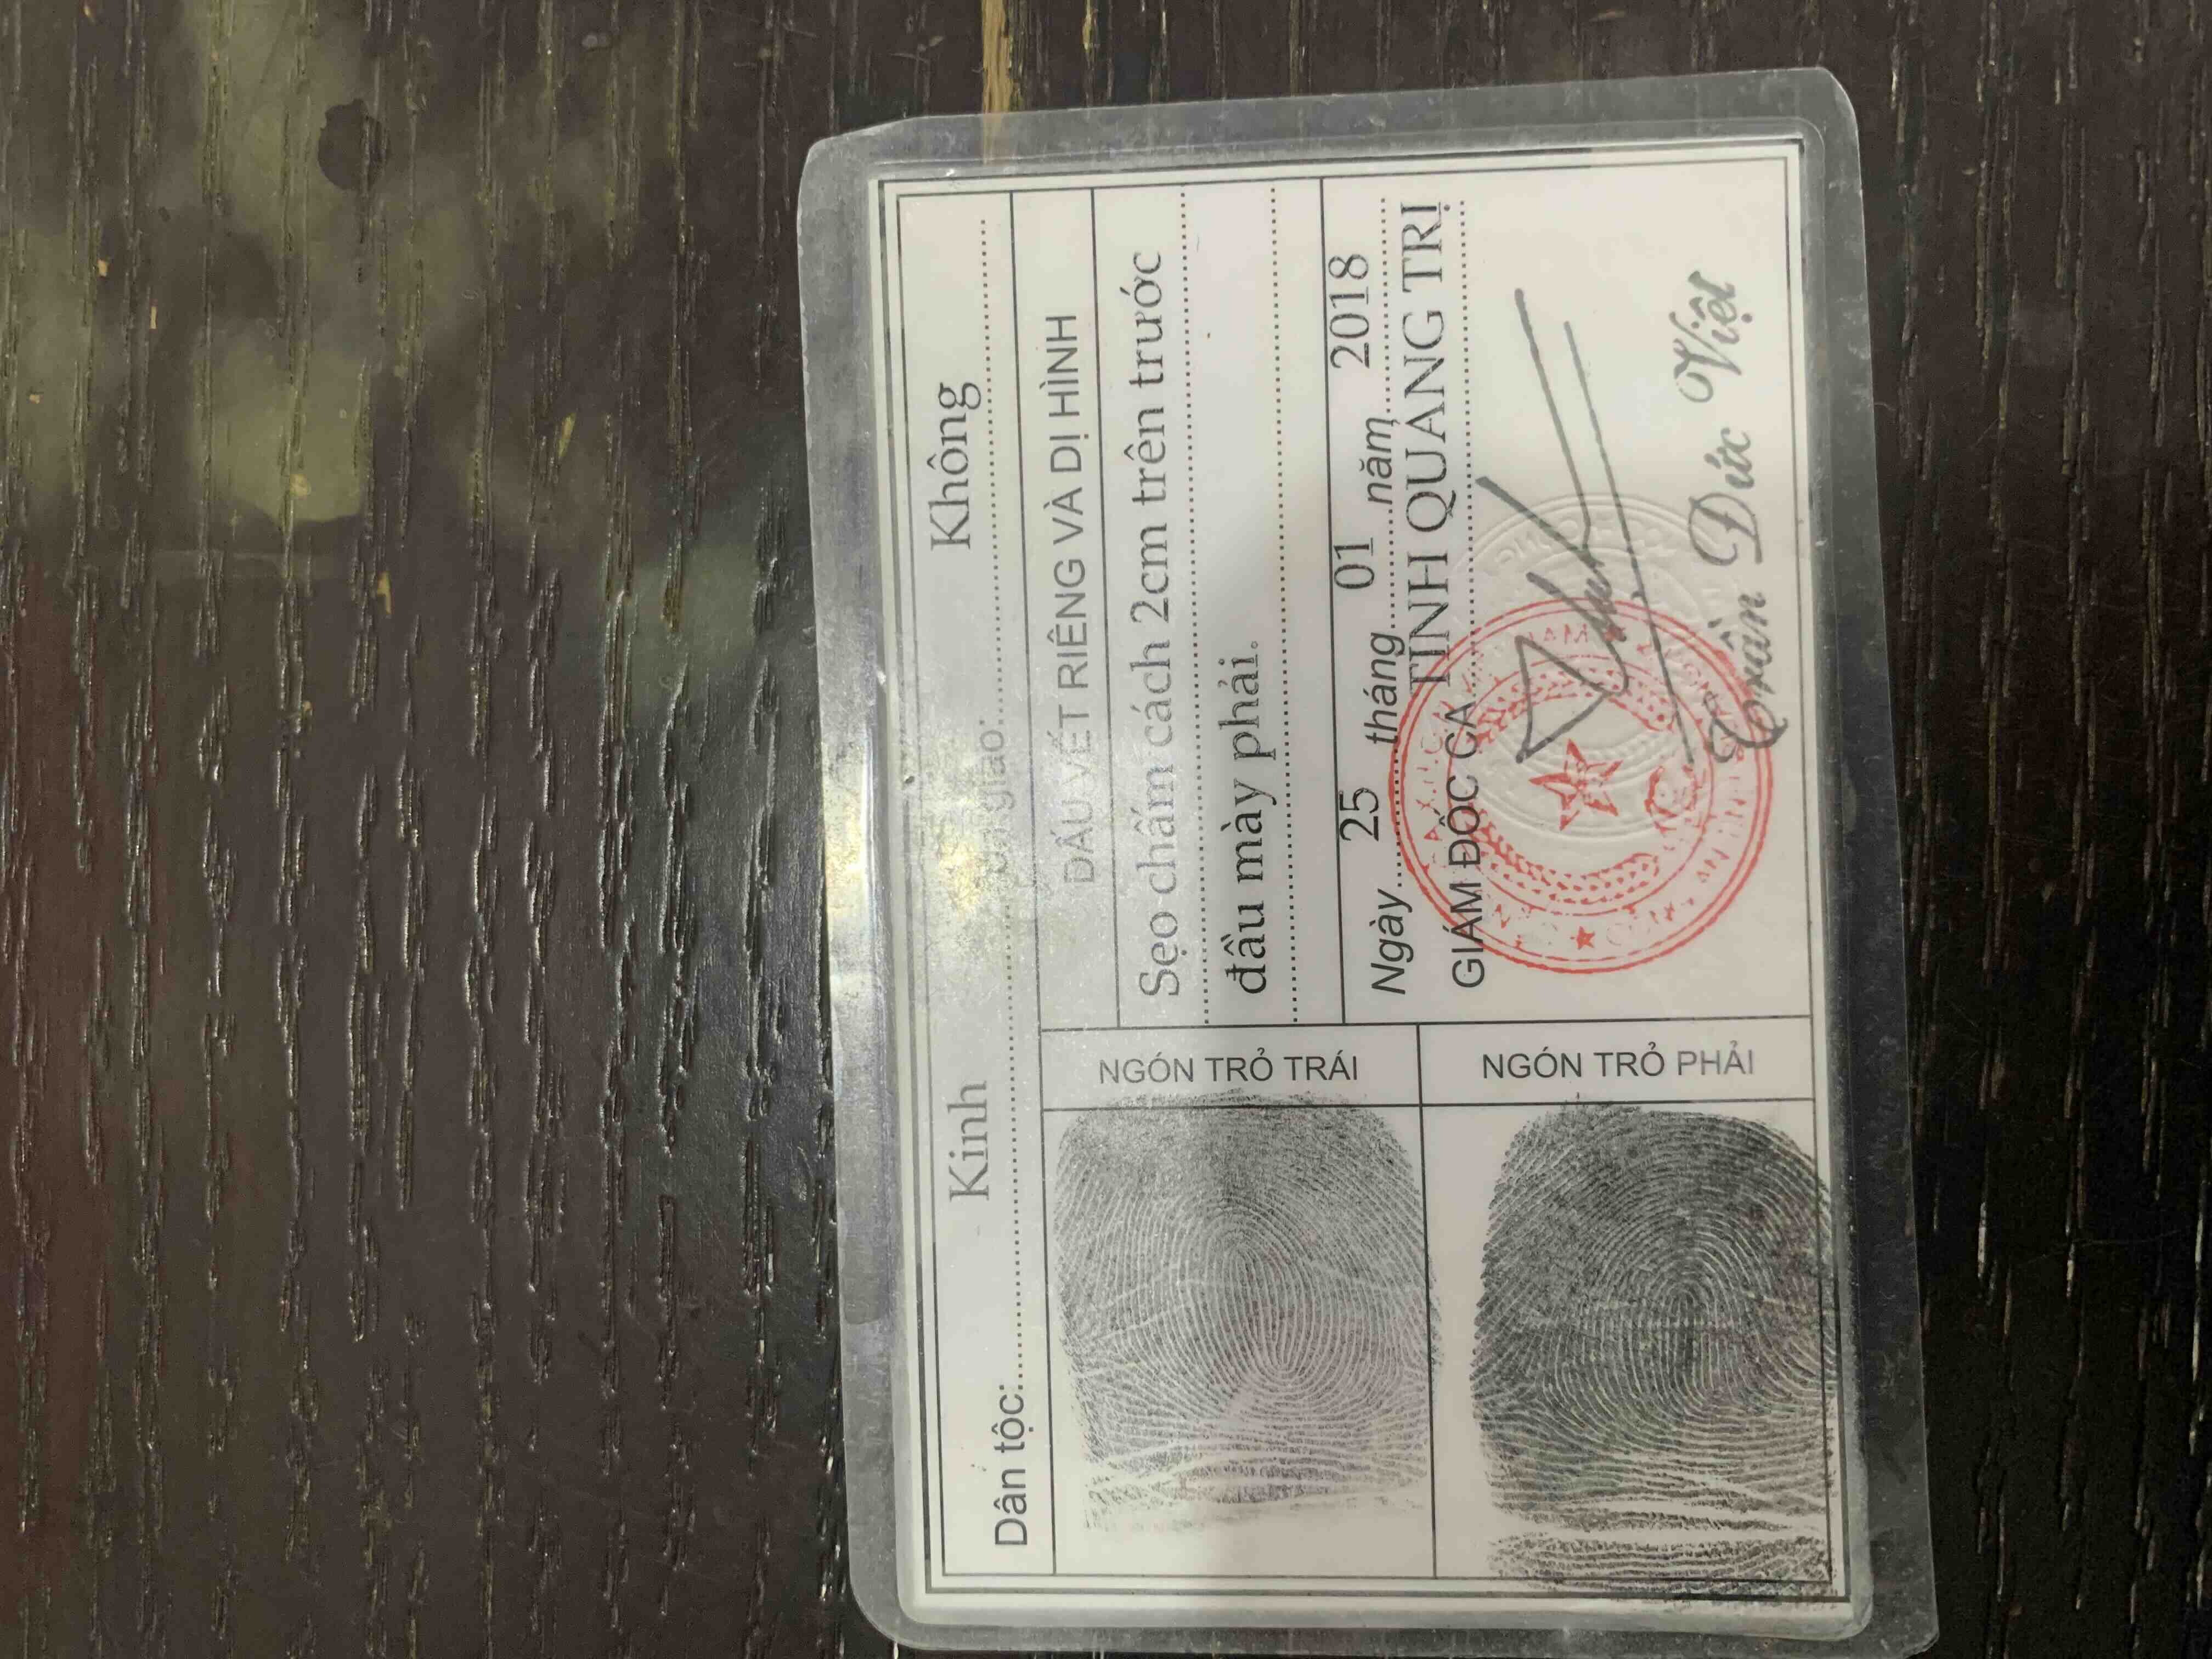 Dân tộc: Kinh giáo: Không
DẤU VẾT RIÊNG VÀ DỊ HÌNH
Sẹo chấm cách 2cm trên trước
đầu mày phải.
NGÓN TRỎ TRÁI
NGÓN TRỎ PHẢI
Ngày 25 tháng 01 năm 2018
GIÁM ĐỐC CA TỈNH QUẢNG TRỊ
Trần Đức Việt